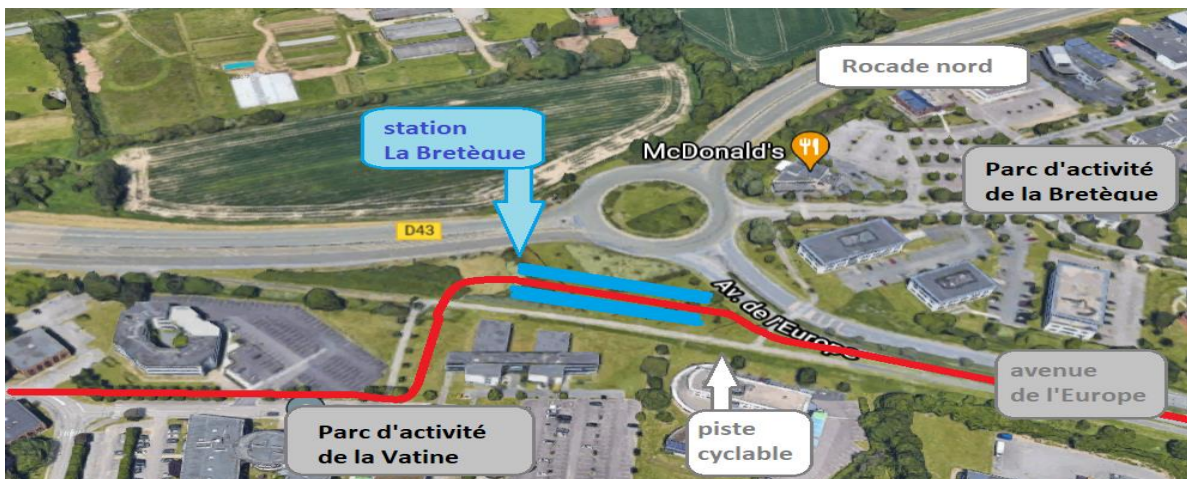 Rocade nord
station
La Bretèque
McDonald's
Parc d'activité
de la Bretèque
D43
Av. de l'Europe
avenue
de l'Europe
Parc d'activité
de la Vatine
piste
cyclable